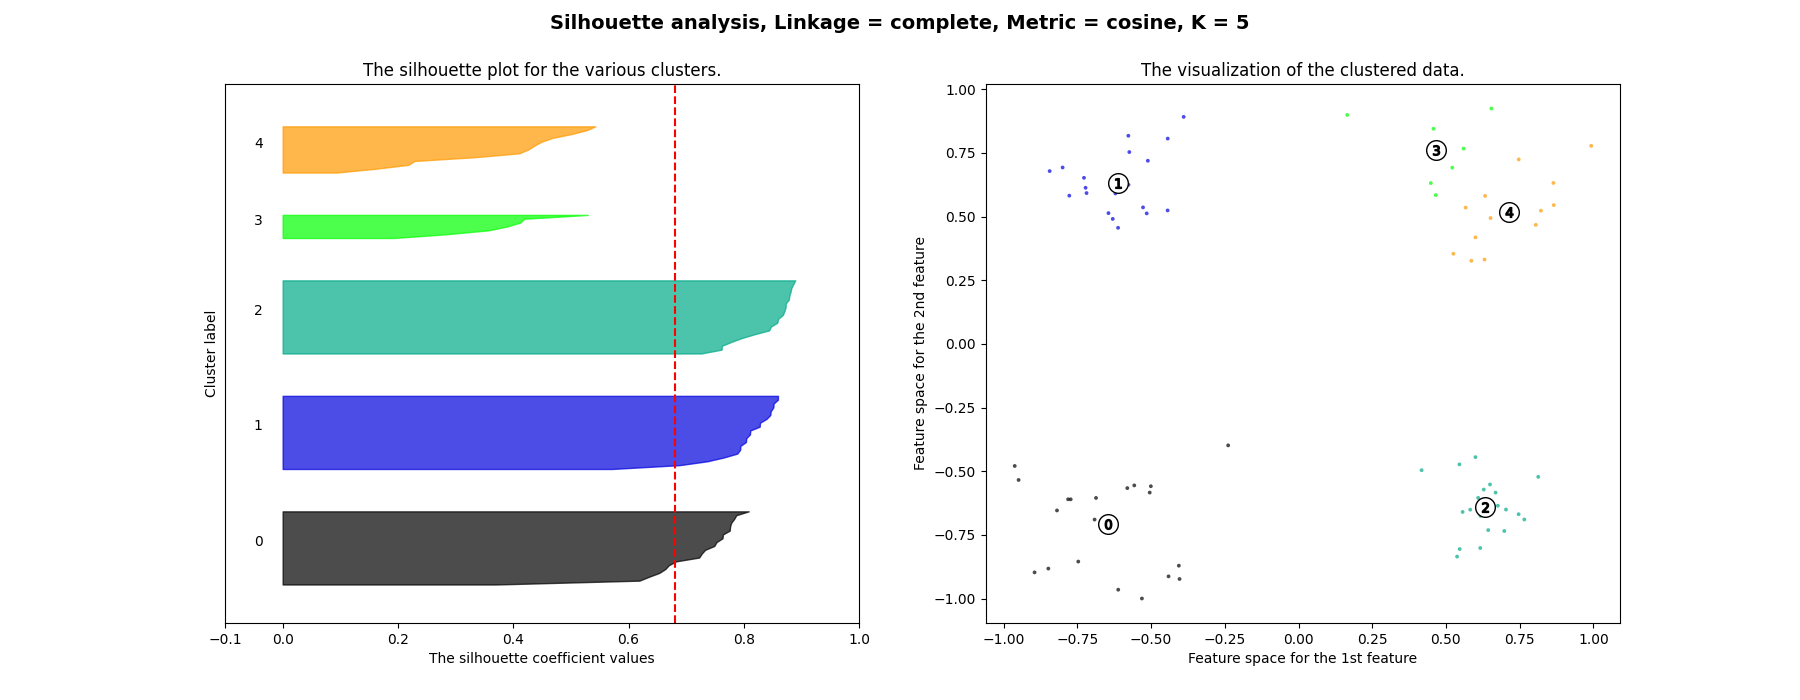 Silhouette analysis, Linkage = complete, Metric = cosine, K = 5
The silhouette plot for the various clusters.
Cluster label
4
3
2
1
0
−0.1 0.0 0.2 0.4 0.6 0.8 1.0
The silhouette coefficient values
The visualization of the clustered data.
Feature space for the 2nd feature
1.00
0.75
0.50
0.25
0.00
−0.25
−0.50
−0.75
−1.00
3
1
4
2
0
−1.00 −0.75 −0.50 −0.25 0.00 0.25 0.50 0.75 1.00
Feature space for the 1st feature